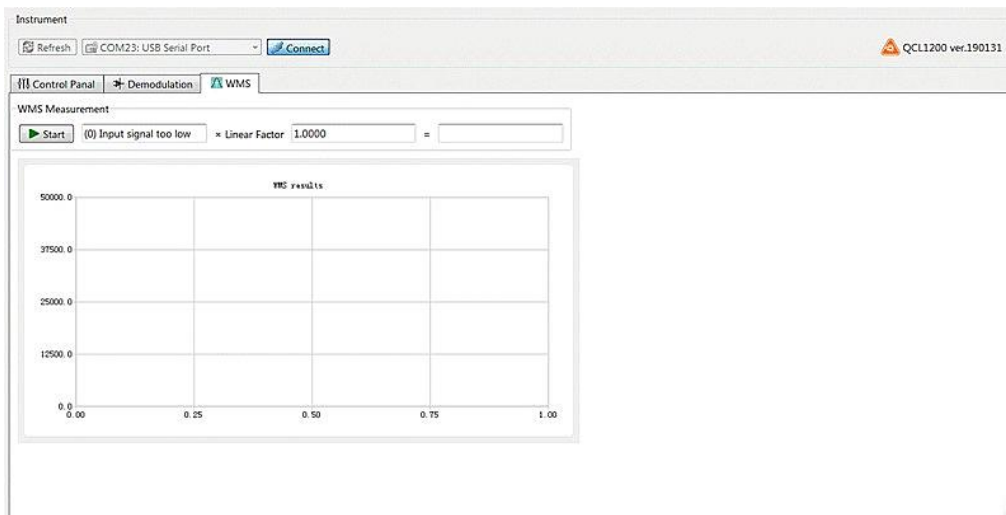 Instrument
Refresh COM23: USB Serial Port Connect QCL1200 ver.190131
Control Panal Demodulation WMS
WMS Measurement
Start (0) Input signal too low × Linear Factor 1.0000 =
WMS results
50000.0
37500.0
25000.0
12500.0
0.0
0.00 0.25 0.50 0.75 1.00